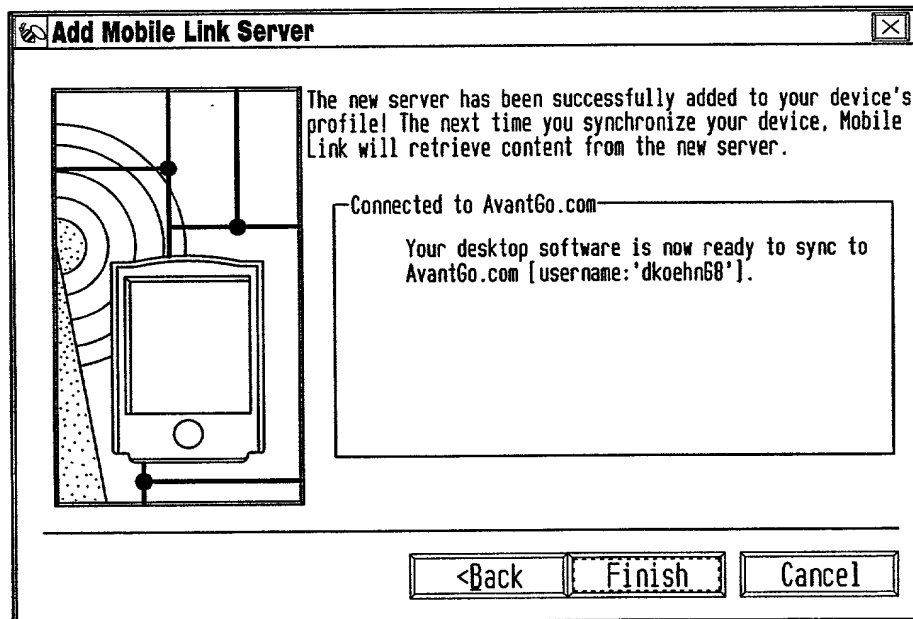 Add Mobile Link Server
The new server has been successfully added to your device's
profile! The next time you synchronize your device, Mobile
Link will retrieve content from the new server.
Connected to AvantGo.com
Your desktop software is now ready to sync to
AvantGo.com [username:'dkoehn68'].
<Back
Finish
Cancel